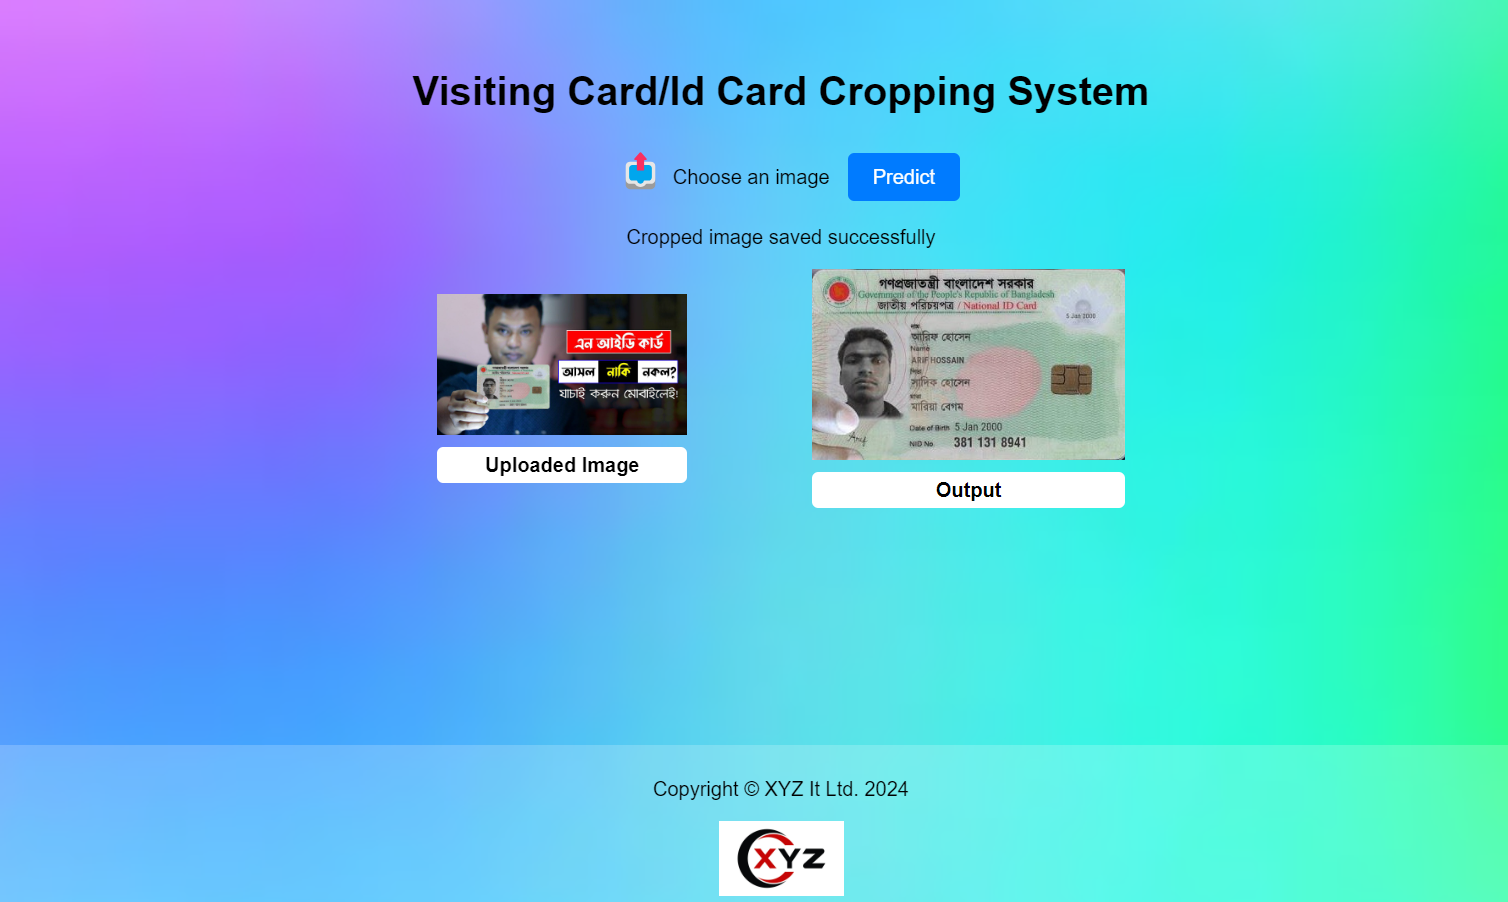 Visiting Card/Id Card Cropping System
Choose an image
Predict
Cropped image saved successfully
এন আইডি কার্ড
আসল নাকি নকল?
যাচাই করুন মোবাইলেই!
Uploaded Image
গণপ্রজাতন্ত্রী বাংলাদেশ সরকার
Government of the People's Republic of Bangladesh
জাতীয় পরিচয়পত্র / National ID Card
5 Jan 2000
নাম
আরিফ হোসেন
Name
ARIF HOSSAIN
পিতা
সাদিক হোসেন
মাতা
মারিয়া বেগম
Date of Birth 5 Jan 2000
NID No. 381 131 8941
Arif
Output
Copyright © XYZ It Ltd. 2024
XYZ